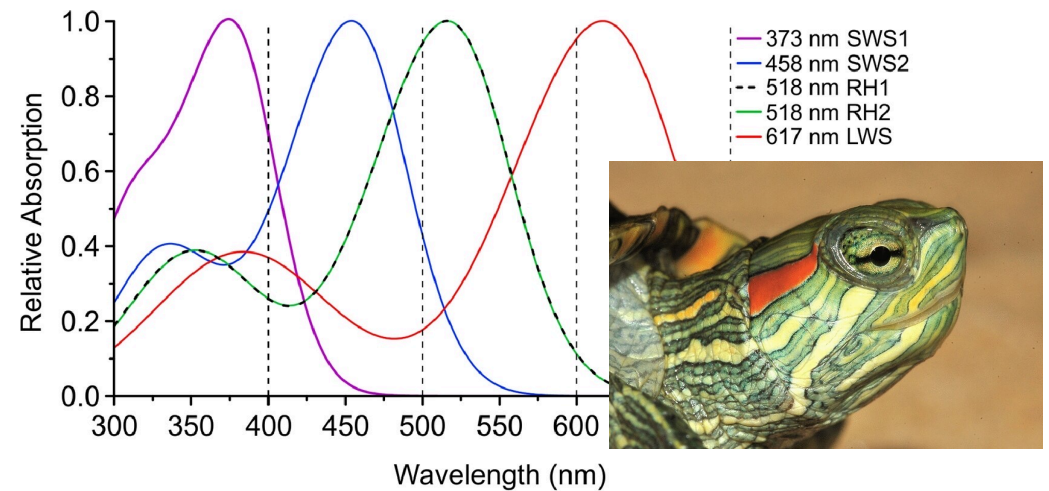 1.0
0.8
0.6
0.4
0.2
0.0
Relative Absorption
373 nm SWS1
458 nm SWS2
518 nm RH1
518 nm RH2
617 nm LWS
300 350 400 450 500 550 600
Wavelength (nm)